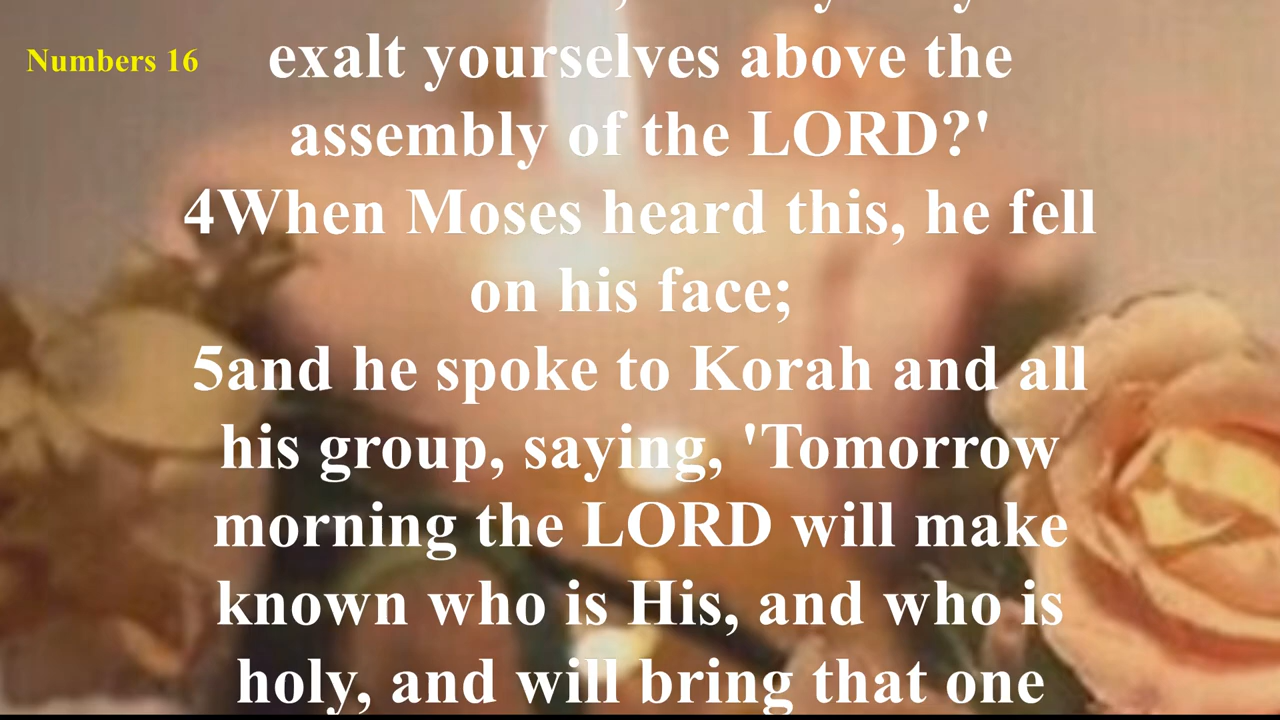 Numbers 16
exalt yourselves above the
assembly of the LORD?'
4When Moses heard this, he fell
on his face;
5and he spoke to Korah and all
his group, saying, 'Tomorrow
morning the LORD will make
known who is His, and who is
holy, and will bring that one